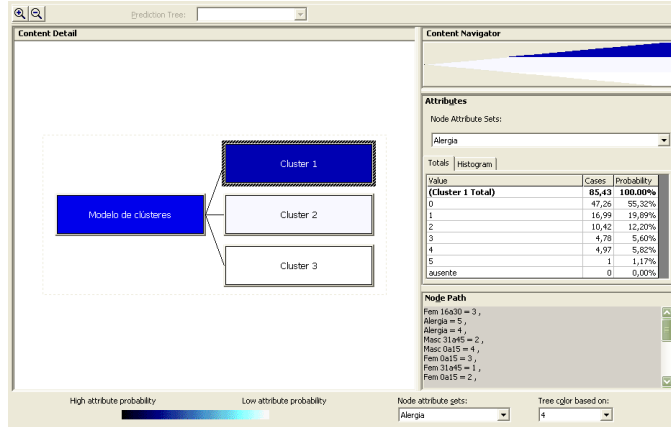 Prediction Tree:
Content Detail
Content Navigator
Modelo de clústeres
Cluster 1
Cluster 2
Cluster 3
Attributes
Node Attribute Sets:
Alergia
Totals Histogram
Value Cases Probability
(Cluster 1 Total) 85,43 100.00%
0 47,26 55,32%
1 16,99 19,89%
2 10,42 12,20%
3 4,78 5,60%
4 4,97 5,82%
5 1 1,17%
ausente 0 0,00%
Node Path
Fem 16a30 = 3 ,
Alergia = 5 ,
Alergia = 4 ,
Masc 31a45 = 2 ,
Masc 0a15 = 4 ,
Fem 0a15 = 3 ,
Fem 31a45 = 1 ,
Fem 0a15 = 2 ,
High attribute probability Low attribute probability
Node attribute sets: Tree color based on:
Alergia 4